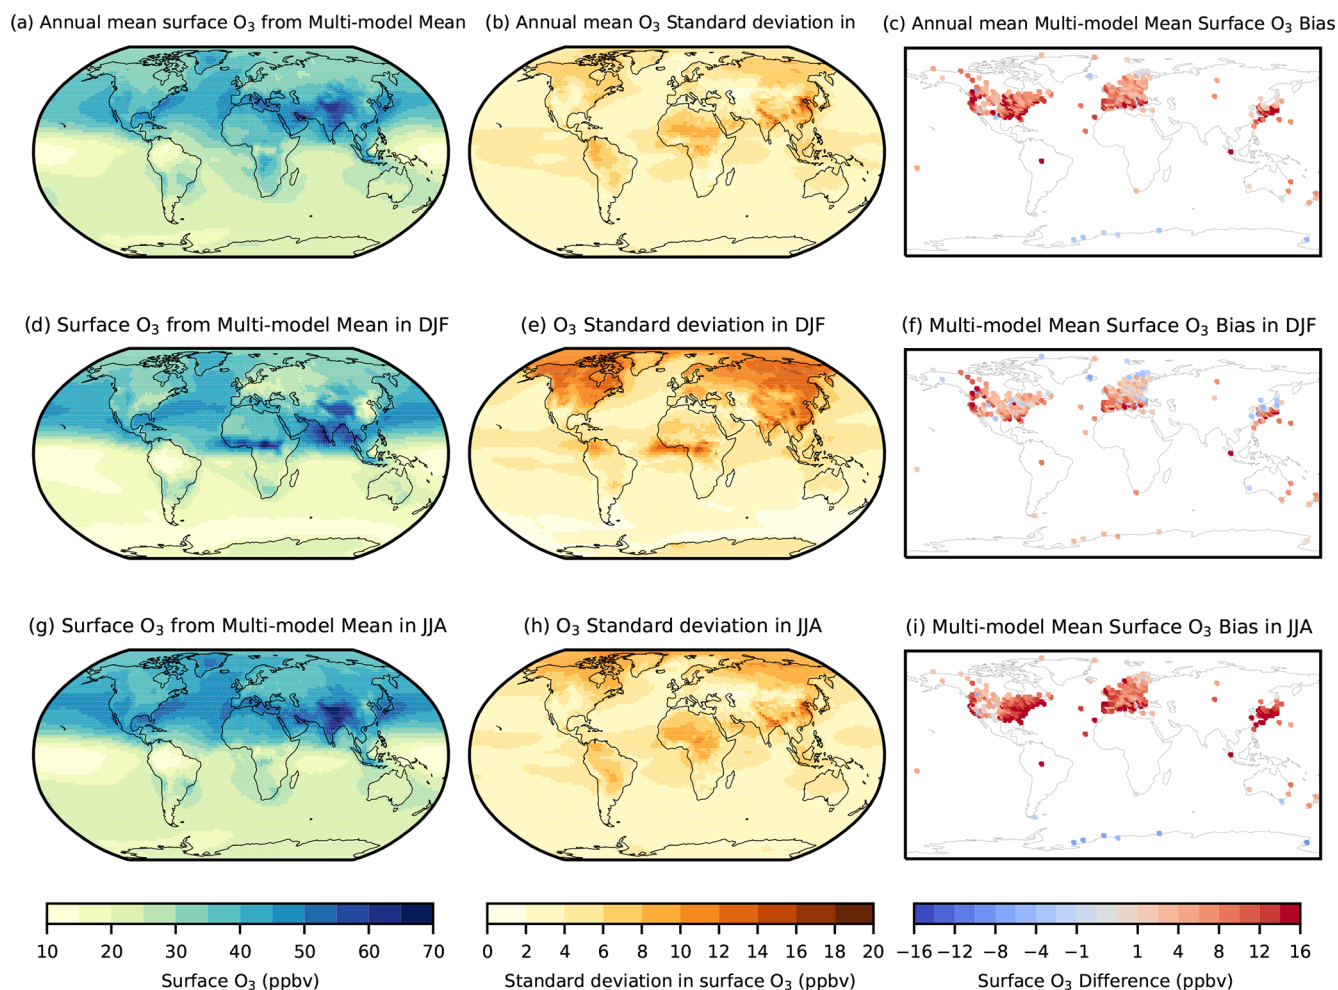 (a) Annual mean surface O₃ from Multi-model Mean
(b) Annual mean O₃ Standard deviation in
(c) Annual mean Multi-model Mean Surface O₃ Bias
(d) Surface O₃ from Multi-model Mean in DJF
(e) O₃ Standard deviation in DJF
(f) Multi-model Mean Surface O₃ Bias in DJF
(g) Surface O₃ from Multi-model Mean in JJA
(h) O₃ Standard deviation in JJA
(i) Multi-model Mean Surface O₃ Bias in JJA
10 20 30 40 50 60 70
Surface O₃ (ppbv)
0 2 4 6 8 10 12 14 16 18 20
Standard deviation in surface O₃ (ppbv)
−16 −12 −8 −4 −1 1 4 8 12 16
Surface O₃ Difference (ppbv)